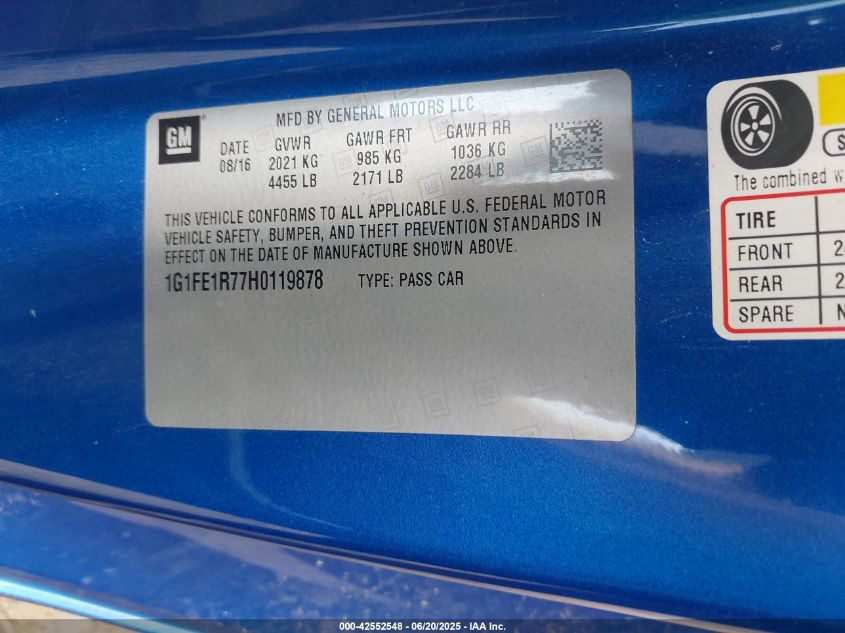 MFD BY GENERAL MOTORS LLC
GM
DATE GVWR GAWR FRT GAWR RR
08/16 2021 KG 985 KG 1036 KG
4455 LB 2171 LB 2284 LB
THIS VEHICLE CONFORMS TO ALL APPLICABLE U.S. FEDERAL MOTOR
VEHICLE SAFETY, BUMPER, AND THEFT PREVENTION STANDARDS IN
EFFECT ON THE DATE OF MANUFACTURE SHOWN ABOVE.
1G1FE1R77H0119878 TYPE: PASS CAR
The combined
TIRE
FRONT
REAR
SPARE
000-42552548 - 06/20/2025 - IAA Inc.